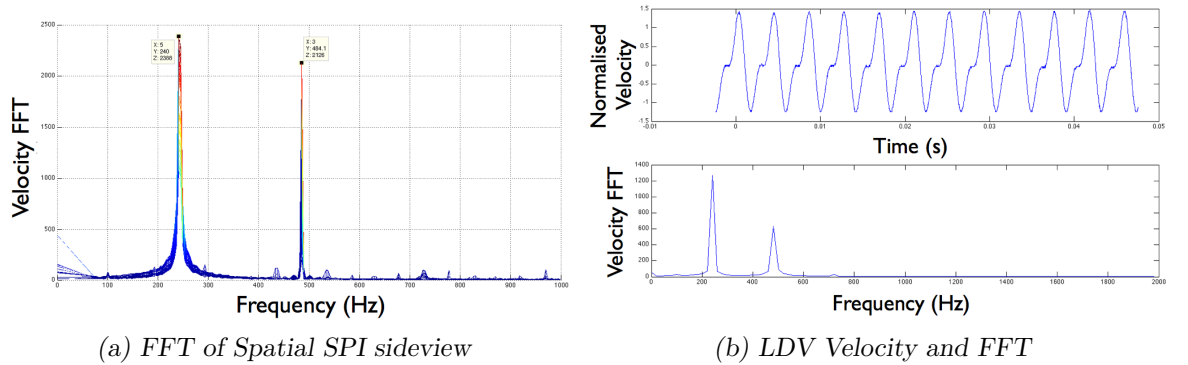 2500
2000
1500
1000
500
0
Velocity FFT
X: 5
Y: 240
Z: 2388
X: 3
Y: 484.1
Z: 2126
0 100 200 300 400 500 600 700 800 900 1000
Frequency (Hz)
(a) FFT of Spatial SPI sideview
1.5
1
0.5
0
-0.5
-1
-1.5
Normalised
Velocity
-0.01 0 0.01 0.02 0.03 0.04 0.05
Time (s)
1400
1200
1000
800
600
400
200
0
Velocity FFT
0 200 400 600 800 1000 1200 1400 1600 1800 2000
Frequency (Hz)
(b) LDV Velocity and FFT